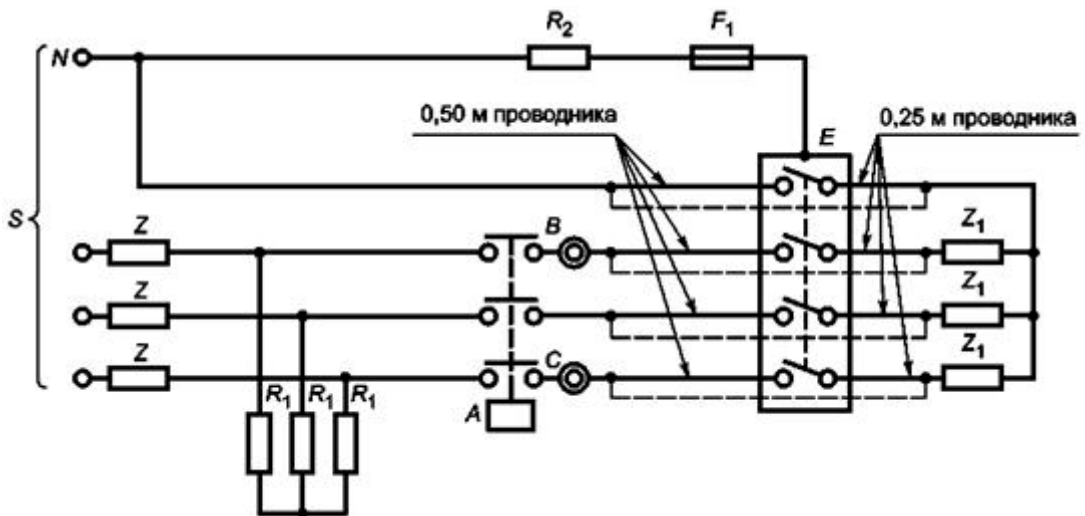 R₂ F₁
N
0,50 м проводника
0,25 м проводника
E
S
Z B Z₁
Z Z₁
Z C Z₁
R₁ R₁ R₁
A